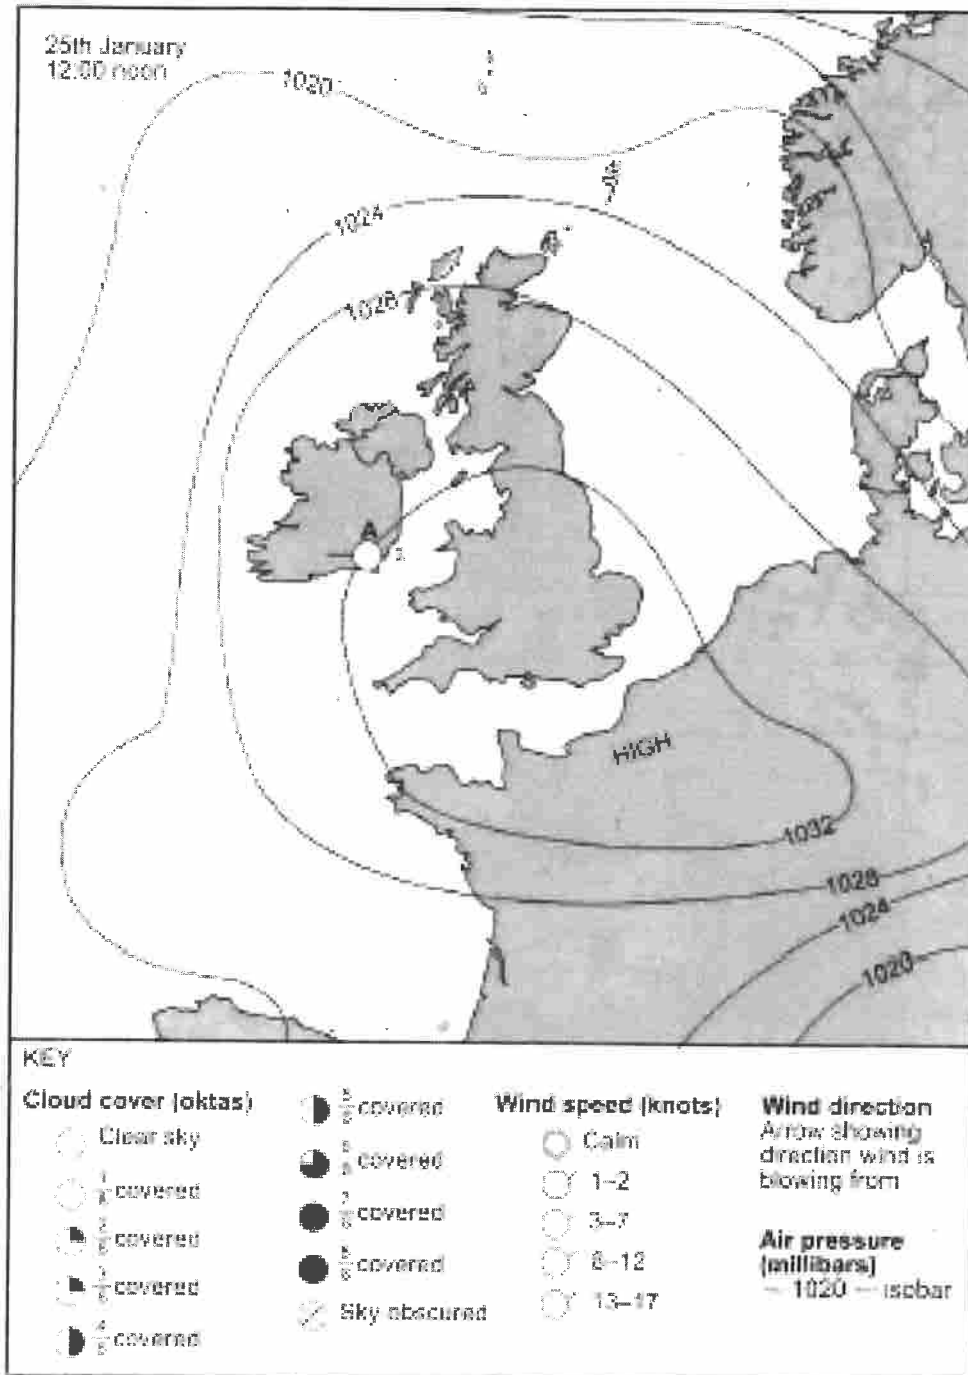 25th January
12:00 noon
1020
1024
1028
A
HIGH
1032
1028
1024
1020
KEY
Cloud cover (oktas)
Clear sky
covered
covered
covered
4/8 covered
covered
covered
covered
covered
Sky obscured
Wind speed (knots)
Calm
1–2
3–7
8–12
13–17
Wind direction
Arrow showing
direction wind is
blowing from
Air pressure
(millibars)
— 1020 — isobar